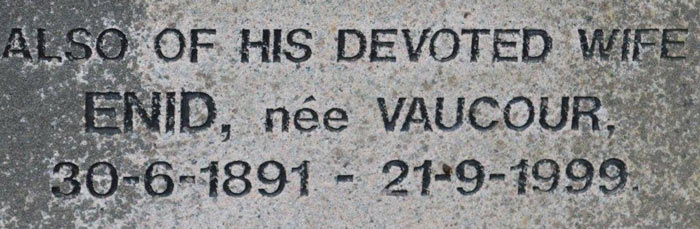 ALSO OF HIS DEVOTED WIFE
ENID, née VAUCOUR,
30-6-1891 - 21-9-1999.